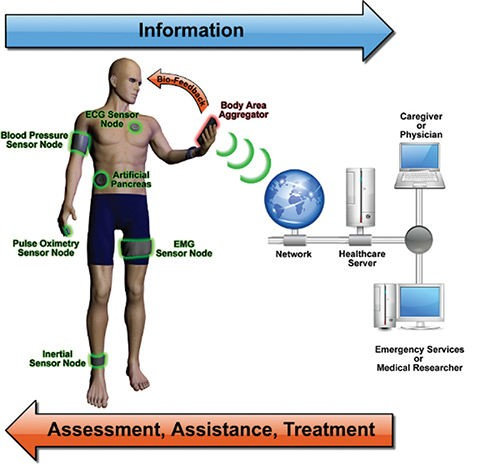 Information
Bio-Feedback
ECG Sensor
Node
Body Area
Aggregator
Blood Pressure
Sensor Node
Artificial
Pancreas
Pulse Oximetry
Sensor Node
EMG
Sensor Node
Inertial
Sensor Node
Caregiver
or
Physician
Network
Healthcare
Server
Emergency Services
or
Medical Researcher
Assessment, Assistance, Treatment